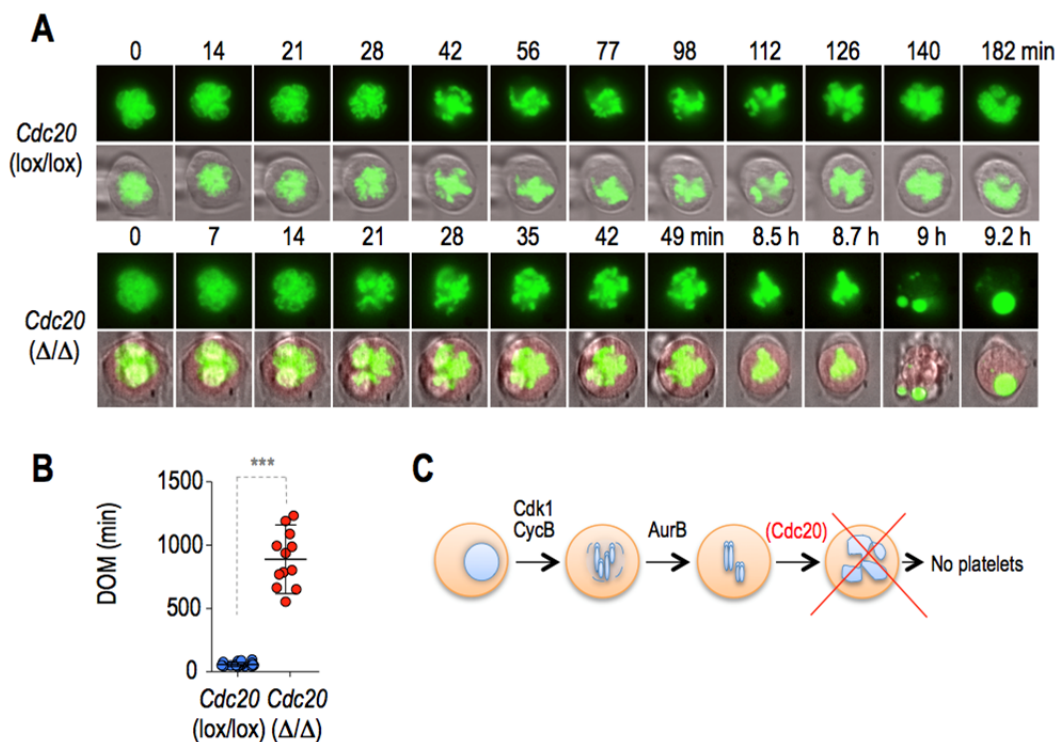 A
0 14 21 28 42 56 77 98 112 126 140 182 min
Cdc20
(lox/lox)
0 7 14 21 28 35 42 49 min 8.5 h 8.7 h 9 h 9.2 h
Cdc20
(Δ/Δ)
B
***
1500
1000
500
0
DOM (min)
Cdc20
(lox/lox)
Cdc20
(Δ/Δ)
C
Cdk1
CycB
AurB
(Cdc20)
No platelets